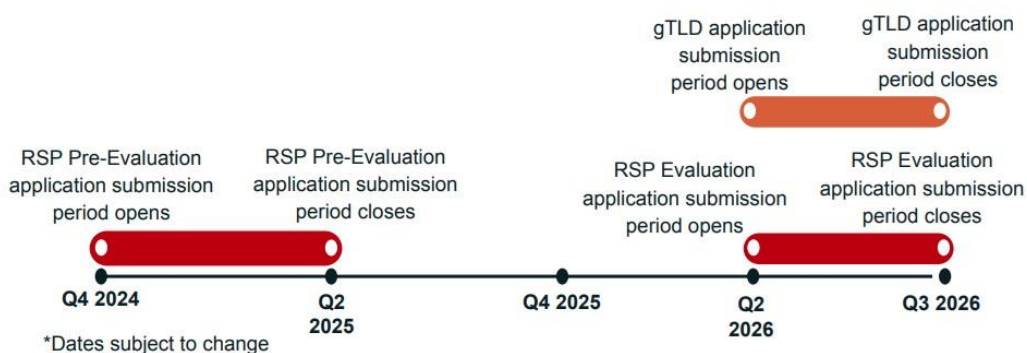 gTLD application
submission
period opens
gTLD application
submission
period closes
RSP Pre-Evaluation
application submission
period opens
RSP Pre-Evaluation
application submission
period closes
RSP Evaluation
application submission
period opens
RSP Evaluation
application submission
period closes
Q4 2024
Q2
2025
Q4 2025
Q2
2026
Q3 2026
*Dates subject to change